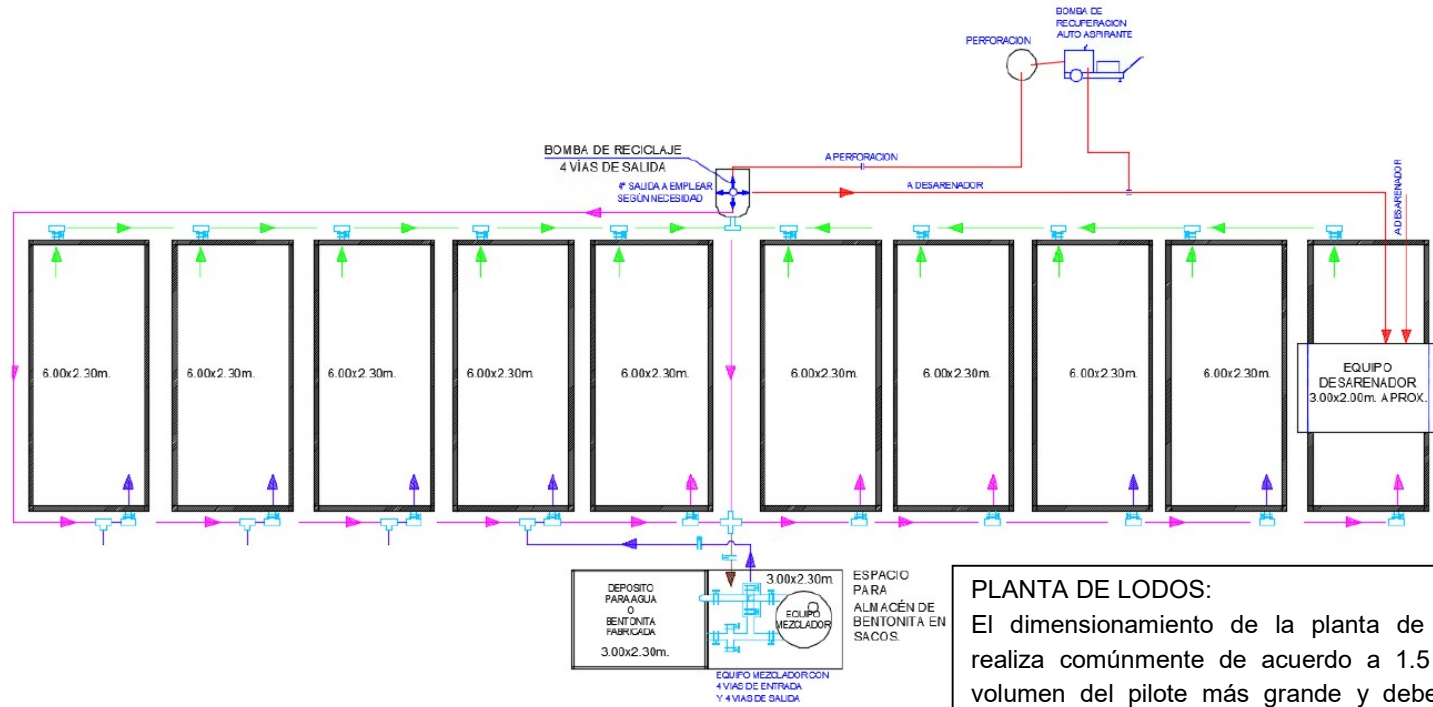 BOMBA DE
RECUPERACION
AUTO ASPIRANTE
PERFORACION
BOMBA DE RECICLAJE
4 VÍAS DE SALIDA
A PERFORACION
4ª SALIDA A EMPLEAR
SEGÚN NECESIDAD
A DESARENADOR
A DESARENADOR
6.00x2.30m.
6.00x2.30m.
6.00x2.30m.
6.00x2.30m.
6.00x2.30m.
6.00x2.30m.
6.00x2.30m.
6.00x2.30m.
6.00x2.30m.
EQUIPO
DESARENADOR
3.00x2.00m. APROX.
DEPOSITO
PARA AGUA
O
BENTONITA
FABRICADA
3.00x2.30m.
3.00x2.30m.
EQUIPO
MEZCLADOR
ESPACIO
PARA
ALMACÉN DE
BENTONITA EN
SACOS.
EQUIPO MEZCLADOR CON
4 VIAS DE ENTRADA
Y 4 VIAS DE SALIDA
PLANTA DE LODOS:
El dimensionamiento de la planta de
realiza comúnmente de acuerdo a 1.5
volumen del pilote más grande y debe